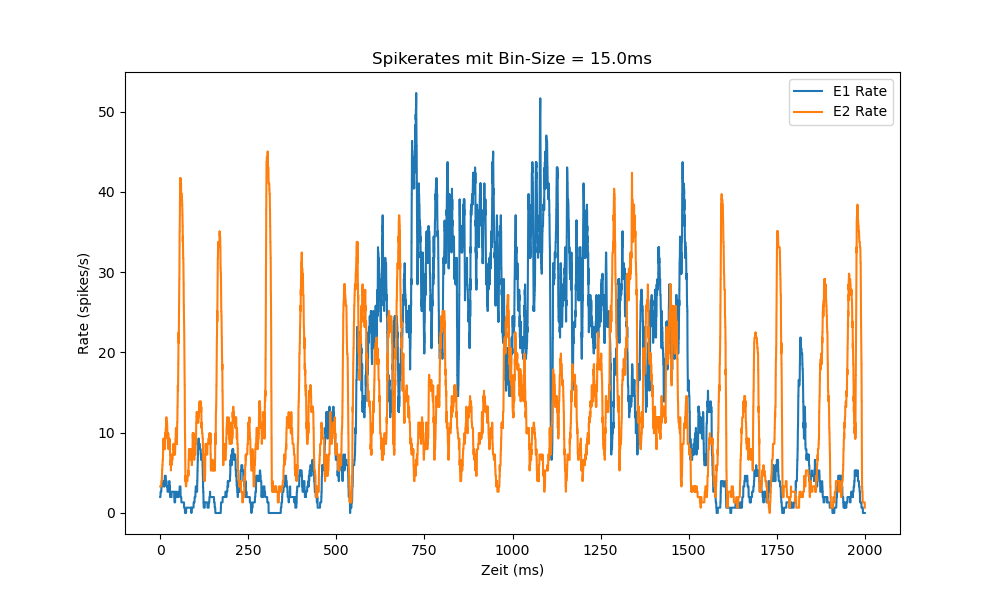 Spikerates mit Bin-Size = 15.0ms
E1 Rate
E2 Rate
Rate (spikes/s)
50
40
30
20
10
0
0 250 500 750 1000 1250 1500 1750 2000
Zeit (ms)